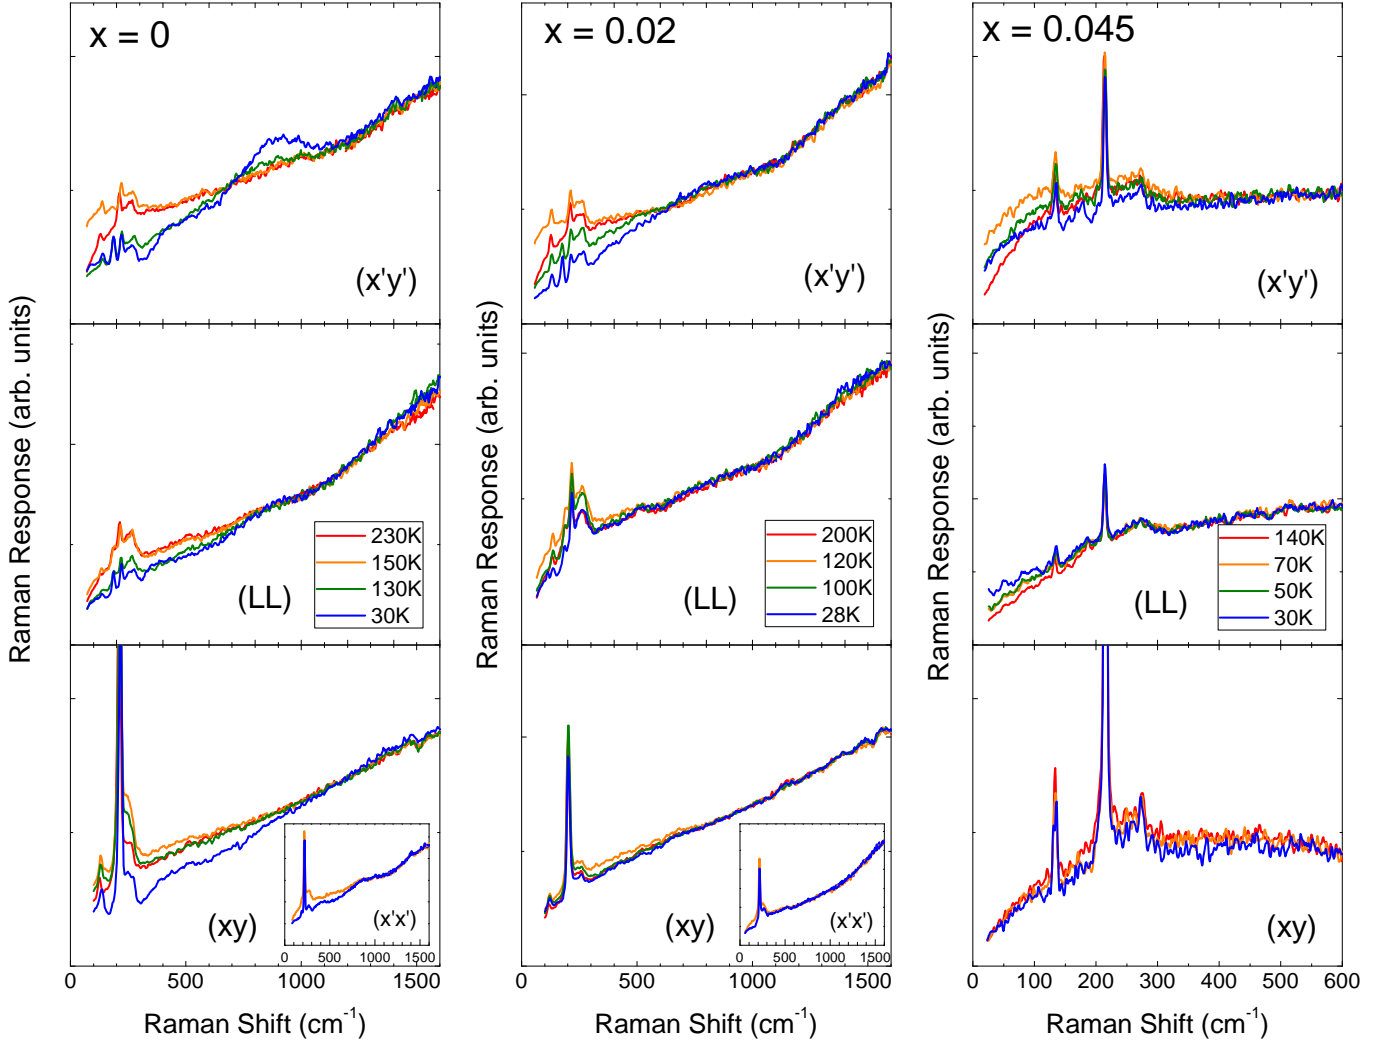 x = 0
(x'y')
(LL)
230K
150K
130K
30K
(xy)
(x'x')
0 500 1000 1500
0 500 1000 1500
Raman Shift (cm⁻¹)
Raman Response (arb. units)
x = 0.02
(x'y')
(LL)
200K
120K
100K
28K
(xy)
(x'x')
0 500 1000 1500
0 500 1000 1500
Raman Shift (cm⁻¹)
Raman Response (arb. units)
x = 0.045
(x'y')
(LL)
140K
70K
50K
30K
(xy)
0 100 200 300 400 500 600
Raman Shift (cm⁻¹)
Raman Response (arb. units)